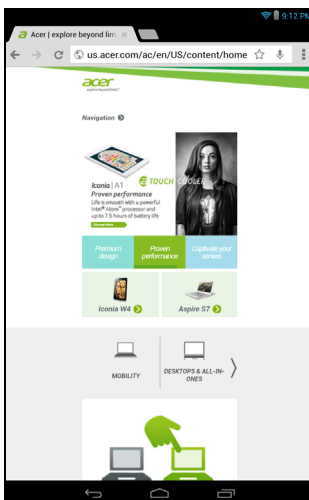 9:12 PM
Acer | explore beyond lim
us.acer.com/ac/en/US/content/home
acer
explore beyond limits
Navigation
a TOUCH COOLER
Iconia | A1
Proven performance
Life is smooth with a powerful
Intel® Atom™ processor and
up to 7.5 hours of battery life
Premium
design
Proven
performance
Captivate your
senses
Iconia W4
Aspire S7
MOBILITY
DESKTOPS & ALL-IN-
ONES